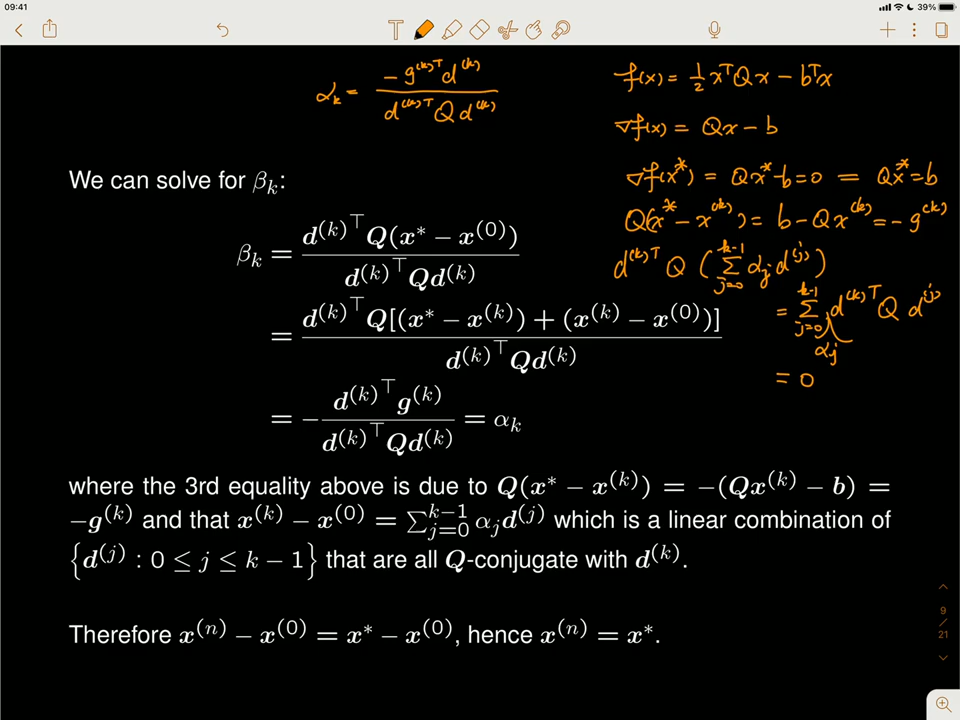 09:41
39%
α_k = -g^{(k)T} d^{(k)} / d^{(k)T} Q d^{(k)}
f(x) = 1/2 x^T Q x - b^T x
∇f(x) = Qx - b
∇f(x*) = Qx* - b = 0 = Qx* = b
Q(x* - x^{(k)}) = b - Qx^{(k)} = -g^{(k)}
d^{(k)T} Q ( Σ_{j=0}^{k-1} α_j d^{(j)} )
= Σ_{j=0}^{k-1} d^{(k)T} Q d^{(j)}
α_j
= 0
We can solve for β_k:
β_k = d^{(k)⊤} Q(x* - x^{(0)}) / d^{(k)⊤} Q d^{(k)}
= d^{(k)⊤} Q[(x* - x^{(k)}) + (x^{(k)} - x^{(0)})] / d^{(k)⊤} Q d^{(k)}
= - d^{(k)⊤} g^{(k)} / d^{(k)⊤} Q d^{(k)} = α_k
where the 3rd equality above is due to Q(x* - x^{(k)}) = -(Qx^{(k)} - b) =
-g^{(k)} and that x^{(k)} - x^{(0)} = Σ_{j=0}^{k-1} α_j d^{(j)} which is a linear combination of
{d^{(j)} : 0 ≤ j ≤ k - 1} that are all Q-conjugate with d^{(k)}.
Therefore x^{(n)} - x^{(0)} = x* - x^{(0)}, hence x^{(n)} = x*.
9
/
21